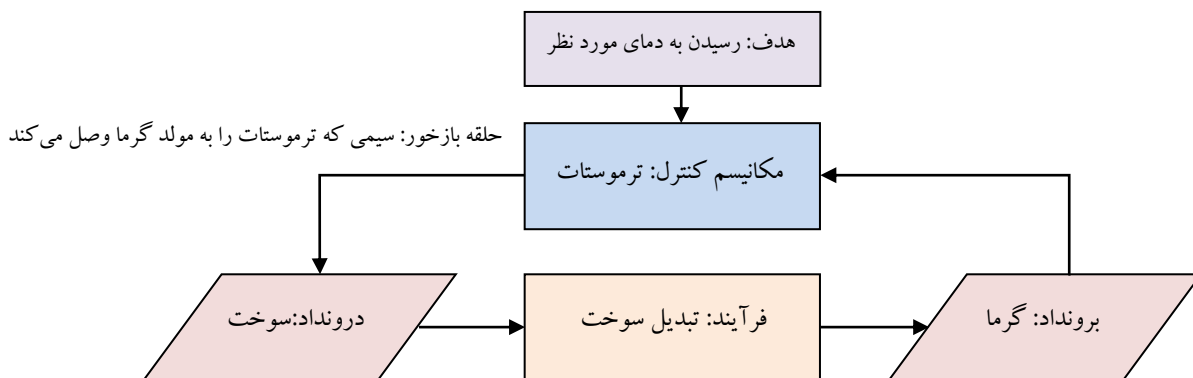 هدف: رسیدن به دمای مورد نظر
حلقه بازخور: سیمی که ترموستات را به مولد گرما وصل می‌کند
مکانیسم کنترل: ترموستات
درونداد:سوخت
فرآیند: تبدیل سوخت
برونداد: گرما